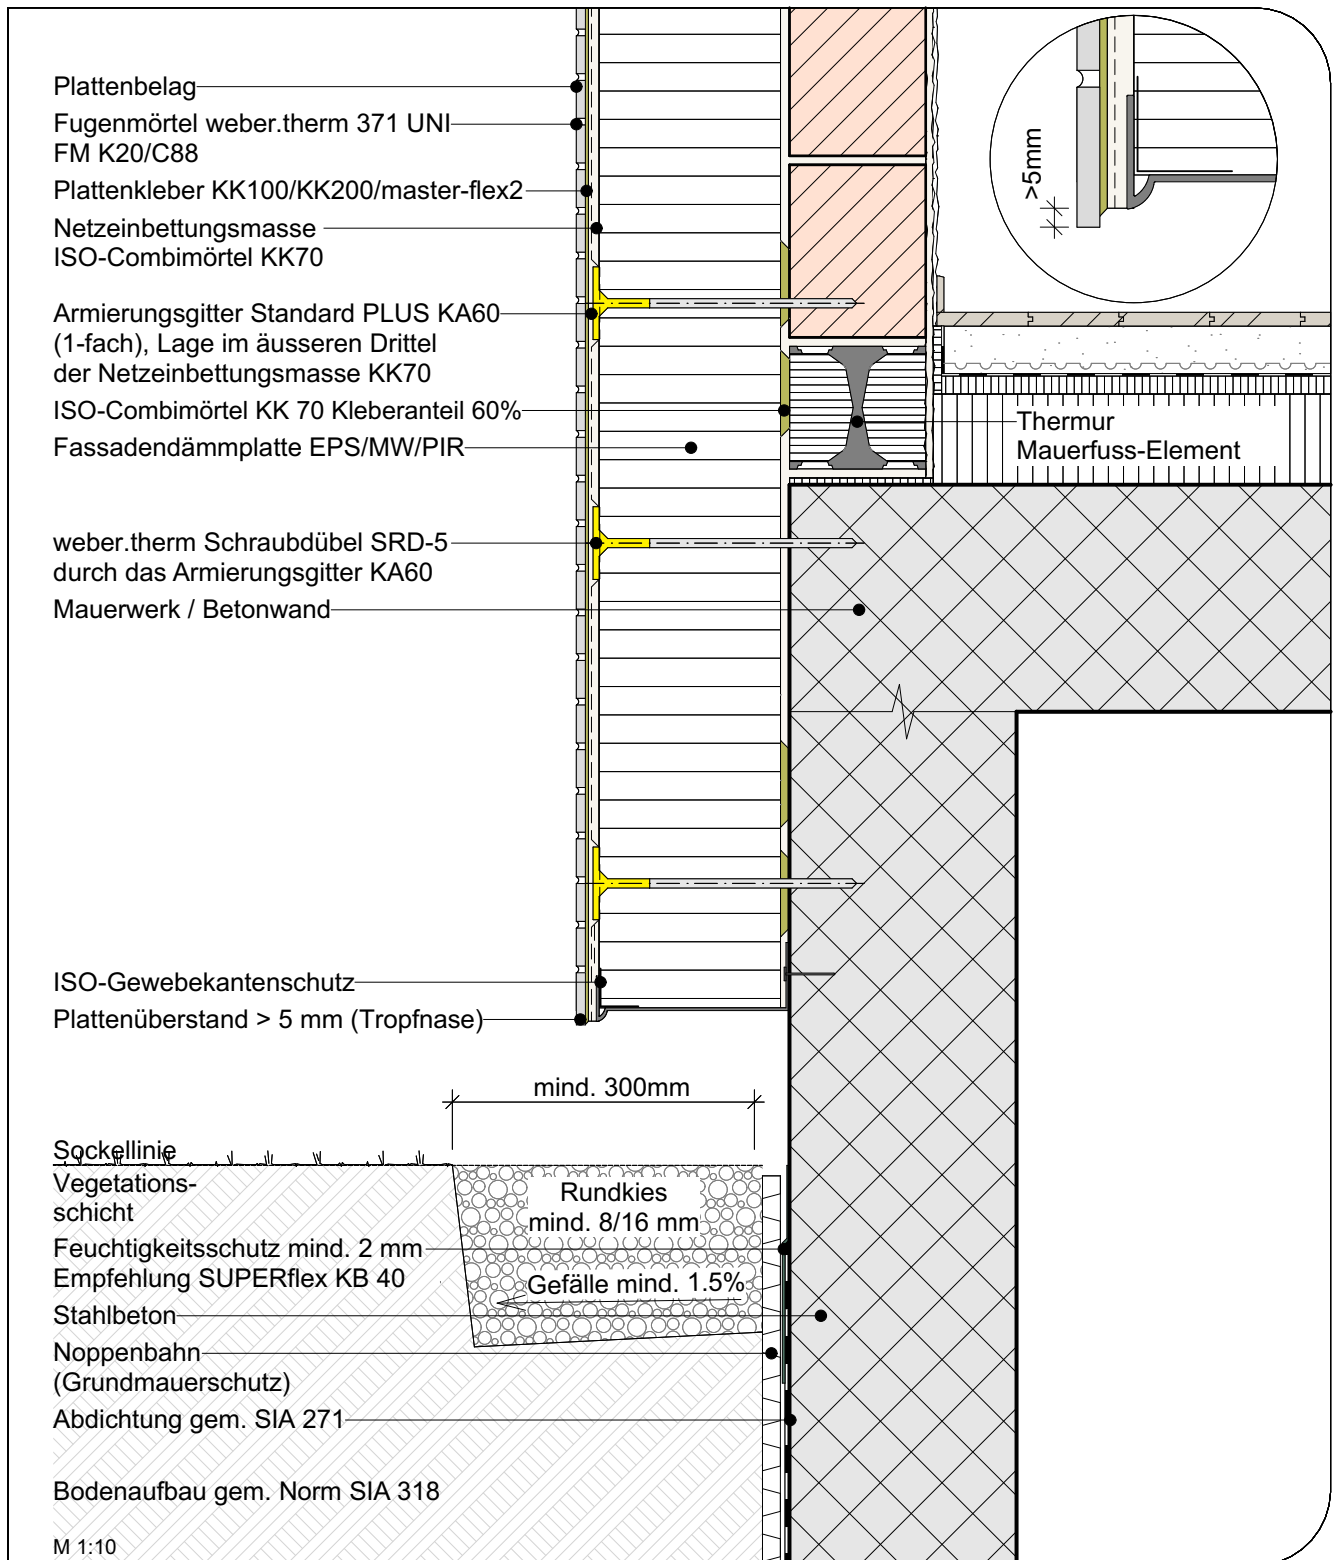 Plattenbelag
Fugenmörtel weber.therm 371 UNI
FM K20/C88
Plattenkleber KK100/KK200/master-flex2
Netzeinbettungsmasse
ISO-Combimörtel KK70
Armierungsgitter Standard PLUS KA60
(1-fach), Lage im äusseren Drittel
der Netzeinbettungsmasse KK70
ISO-Combimörtel KK 70 Kleberanteil 60%
Fassadendämmplatte EPS/MW/PIR
weber.therm Schraubdübel SRD-5
durch das Armierungsgitter KA60
Mauerwerk / Betonwand
ISO-Gewebekantenschutz
Plattenüberstand > 5 mm (Tropfnase)
>5mm
Thermur
Mauerfuss-Element
mind. 300mm
Sockellinie
Vegetations-
schicht
Feuchtigkeitsschutz mind. 2 mm
Empfehlung SUPERflex KB 40
Stahlbeton
Noppenbahn
(Grundmauerschutz)
Abdichtung gem. SIA 271
Rundkies
mind. 8/16 mm
Gefälle mind. 1.5%
Bodenaufbau gem. Norm SIA 318
M 1:10